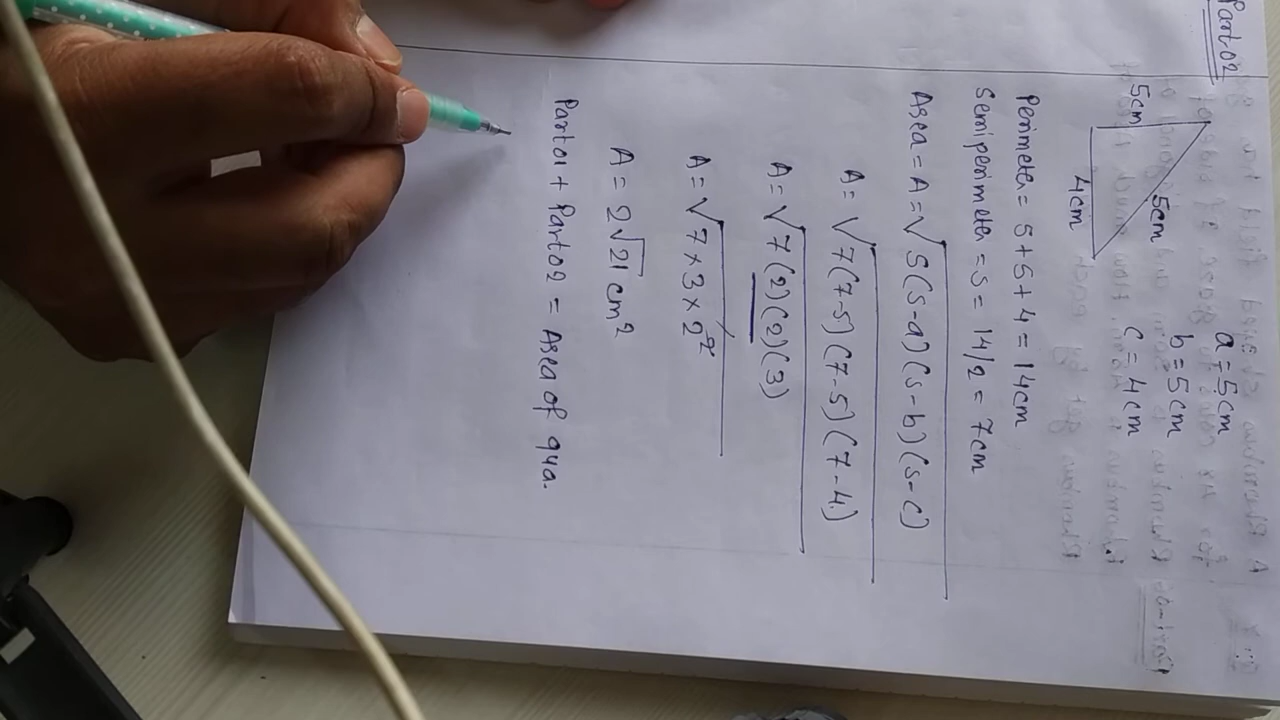 Part02
5cm
5cm
4cm
a=5cm
b=5cm
c=4cm
Perimeter = 5+5+4 = 14cm
Semiperimeter = s = 14/2 = 7cm
Area = A = √s(s-a)(s-b)(s-c)
A = √7(7-5)(7-5)(7-4)
A = √7(2)(2)(3)
A = √7×3×2²
A = 2√21 cm²
Part01 + Part02 = Area of qua.